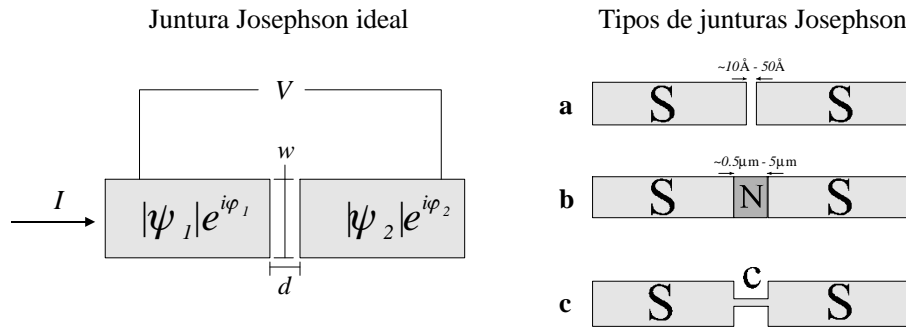 Juntura Josephson ideal
V
w
I
|ψ₁|e^{iφ₁}
|ψ₂|e^{iφ₂}
d
Tipos de junturas Josephson
~10Å - 50Å
a
S
S
~0.5μm - 5μm
b
S
N
S
c
S
c
S